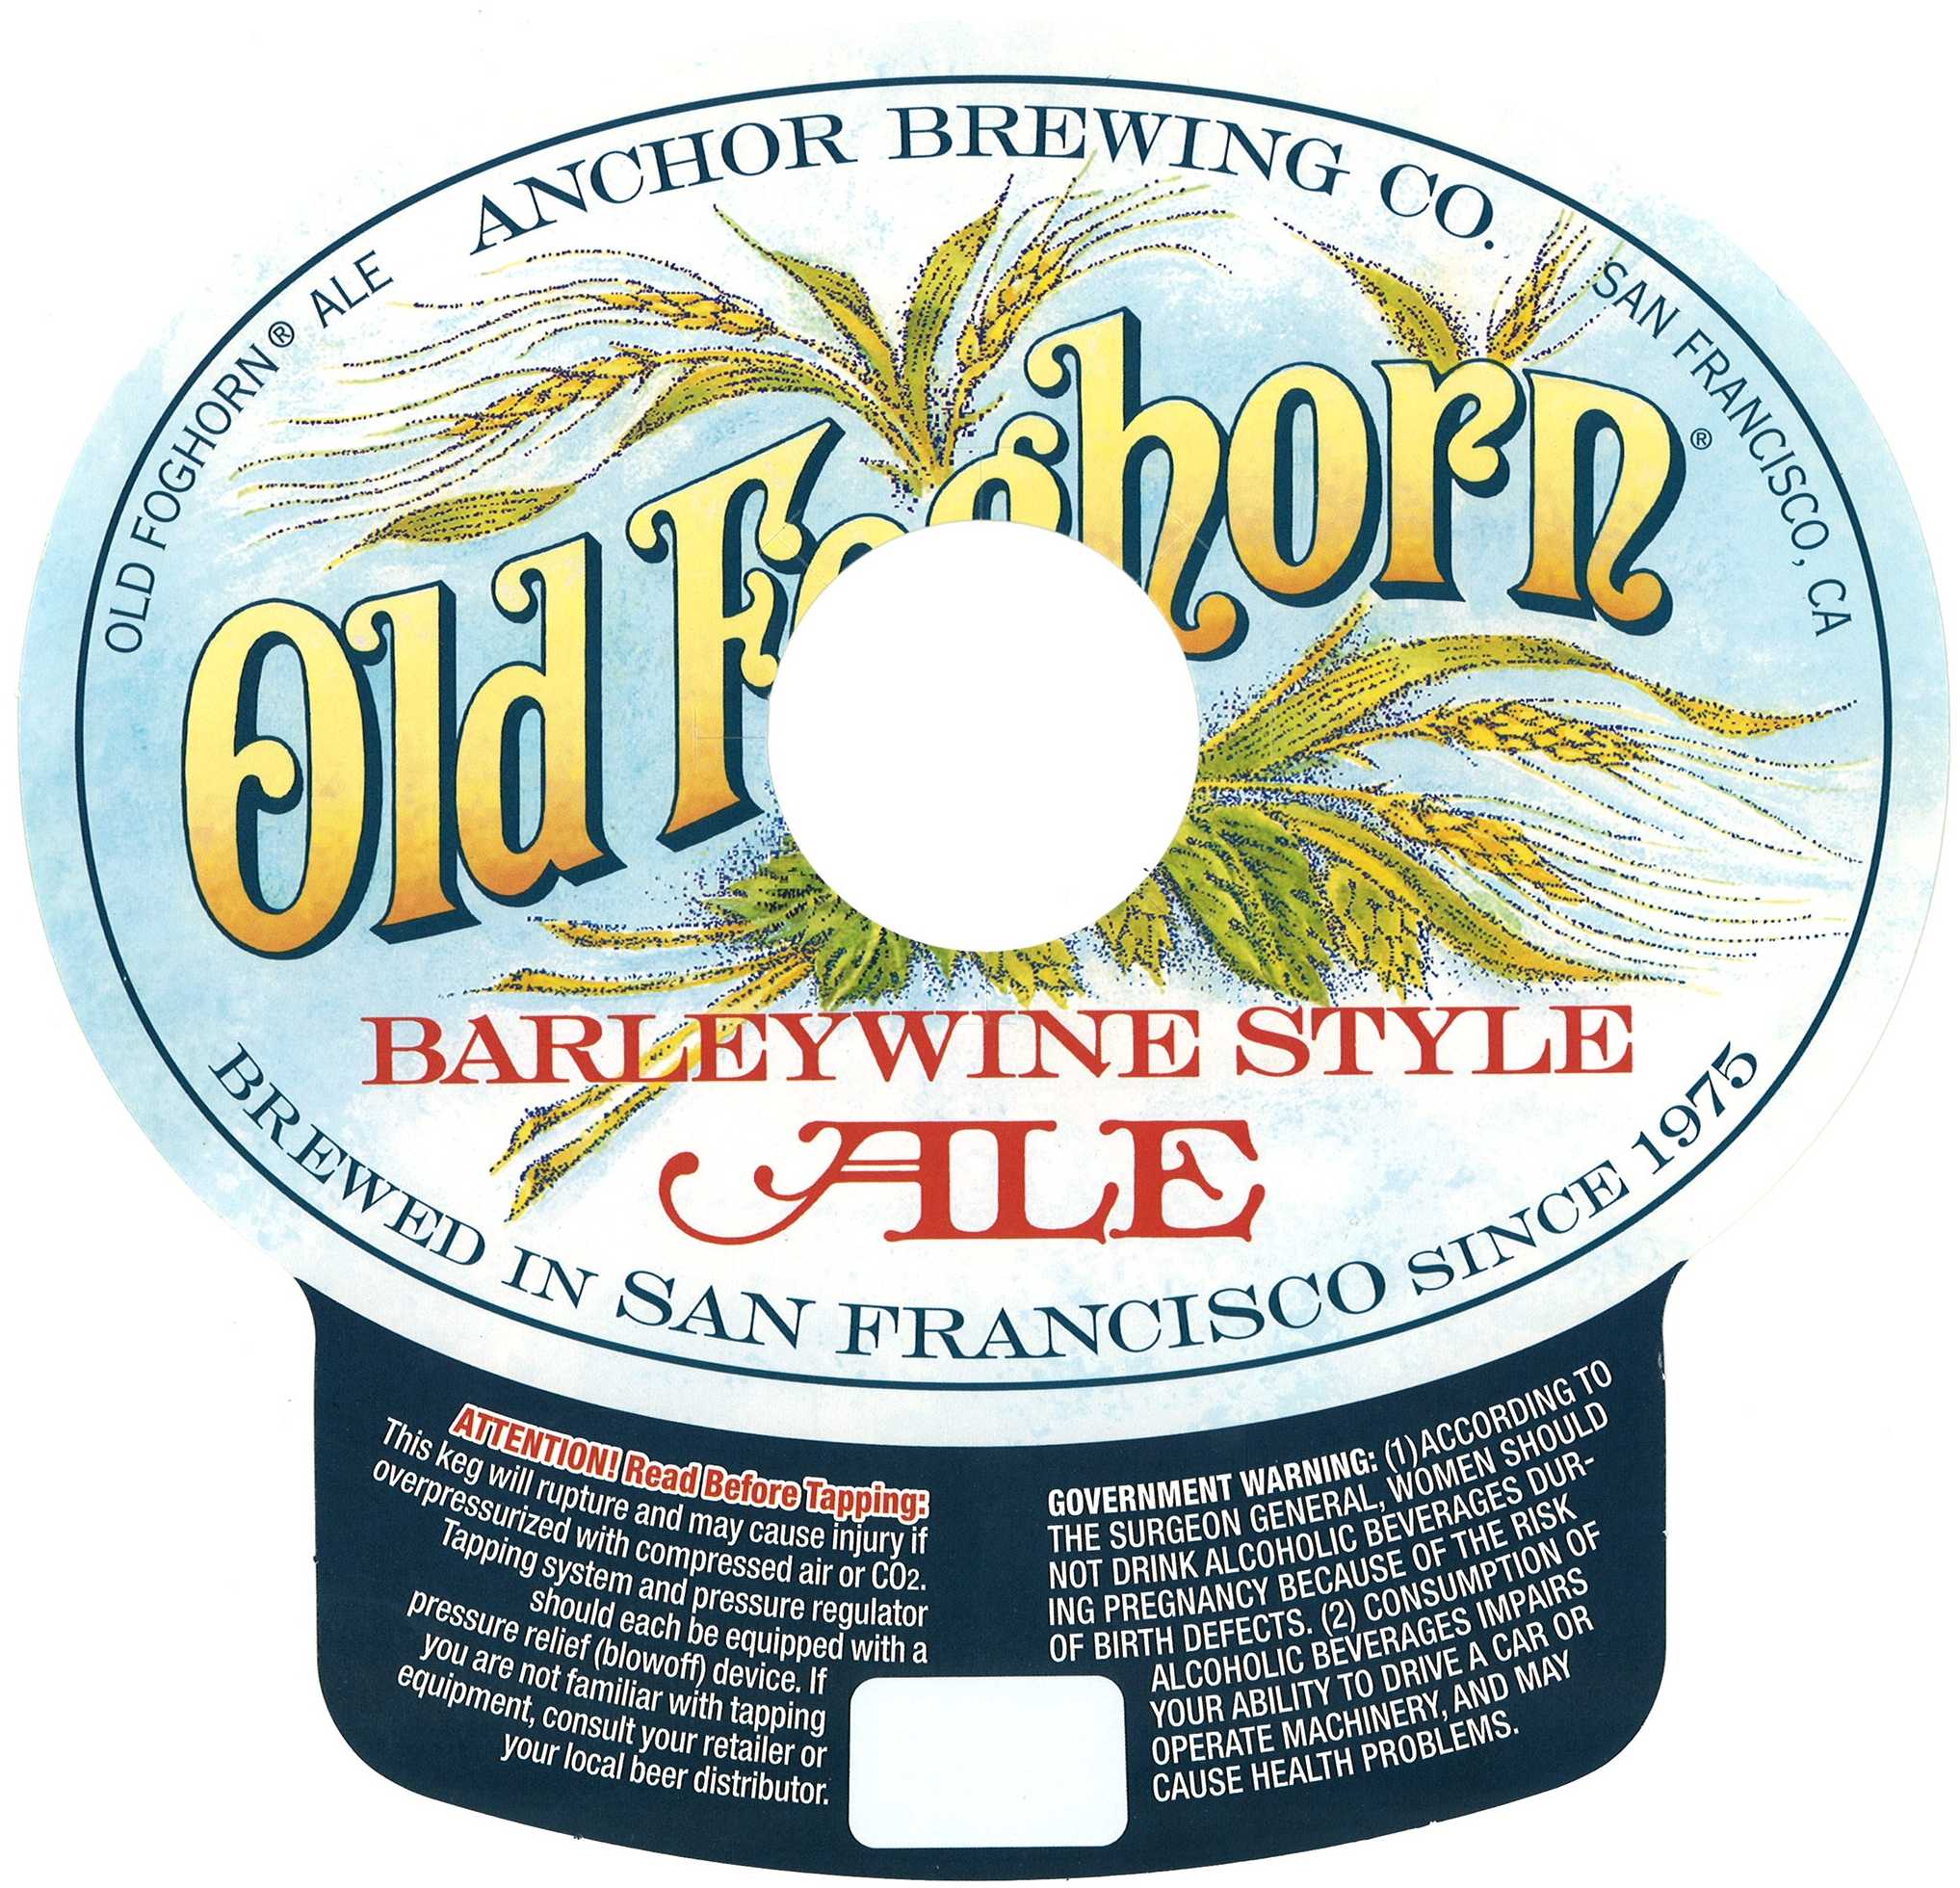 ANCHOR BREWING CO.
OLD FOGHORN® ALE
SAN FRANCISCO, CA
Old Foghorn®
BARLEYWINE STYLE
ALE
BREWED IN SAN FRANCISCO SINCE 1975
ATTENTION! Read Before Tapping:
This keg will rupture and may cause injury if
overpressurized with compressed air or CO2.
Tapping system and pressure regulator
should each be equipped with a
pressure relief (blowoff) device. If
you are not familiar with tapping
equipment, consult your retailer or
your local beer distributor.
GOVERNMENT WARNING: (1) ACCORDING TO
THE SURGEON GENERAL, WOMEN SHOULD
NOT DRINK ALCOHOLIC BEVERAGES DUR-
ING PREGNANCY BECAUSE OF THE RISK
OF BIRTH DEFECTS. (2) CONSUMPTION OF
ALCOHOLIC BEVERAGES IMPAIRS
YOUR ABILITY TO DRIVE A CAR OR
OPERATE MACHINERY, AND MAY
CAUSE HEALTH PROBLEMS.